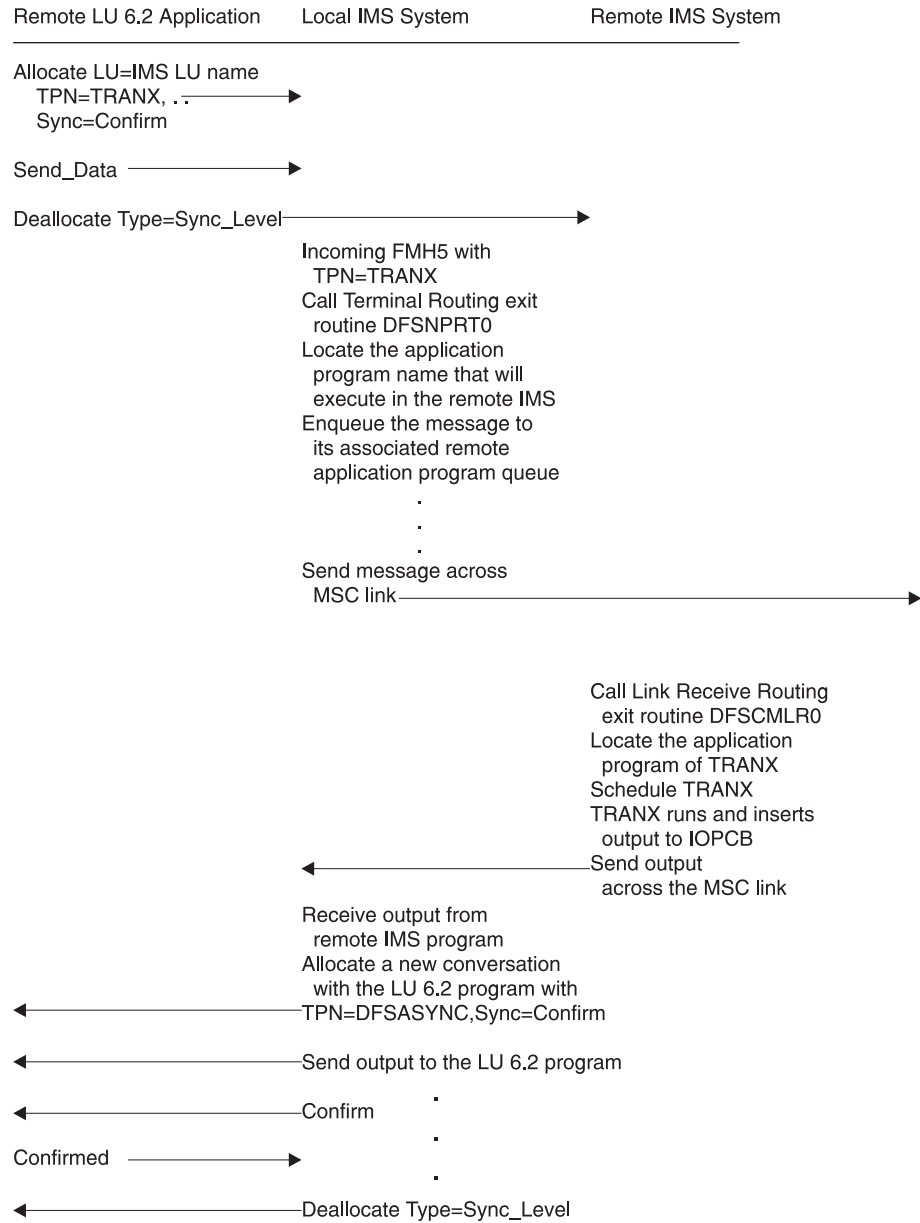 Remote LU 6.2 Application Local IMS System Remote IMS System
Allocate LU=IMS LU name
TPN=TRANX, . .
Sync=Confirm
Send_Data
Deallocate Type=Sync_Level
Incoming FMH5 with
TPN=TRANX
Call Terminal Routing exit
routine DFSNPRT0
Locate the application
program name that will
execute in the remote IMS
Enqueue the message to
its associated remote
application program queue
.
.
.
Send message across
MSC link
Call Link Receive Routing
exit routine DFSCMLR0
Locate the application
program of TRANX
Schedule TRANX
TRANX runs and inserts
output to IOPCB
Send output
across the MSC link
Receive output from
remote IMS program
Allocate a new conversation
with the LU 6.2 program with
TPN=DFSASYNC,Sync=Confirm
Send output to the LU 6.2 program
.
Confirm
.
Confirmed
.
Deallocate Type=Sync_Level